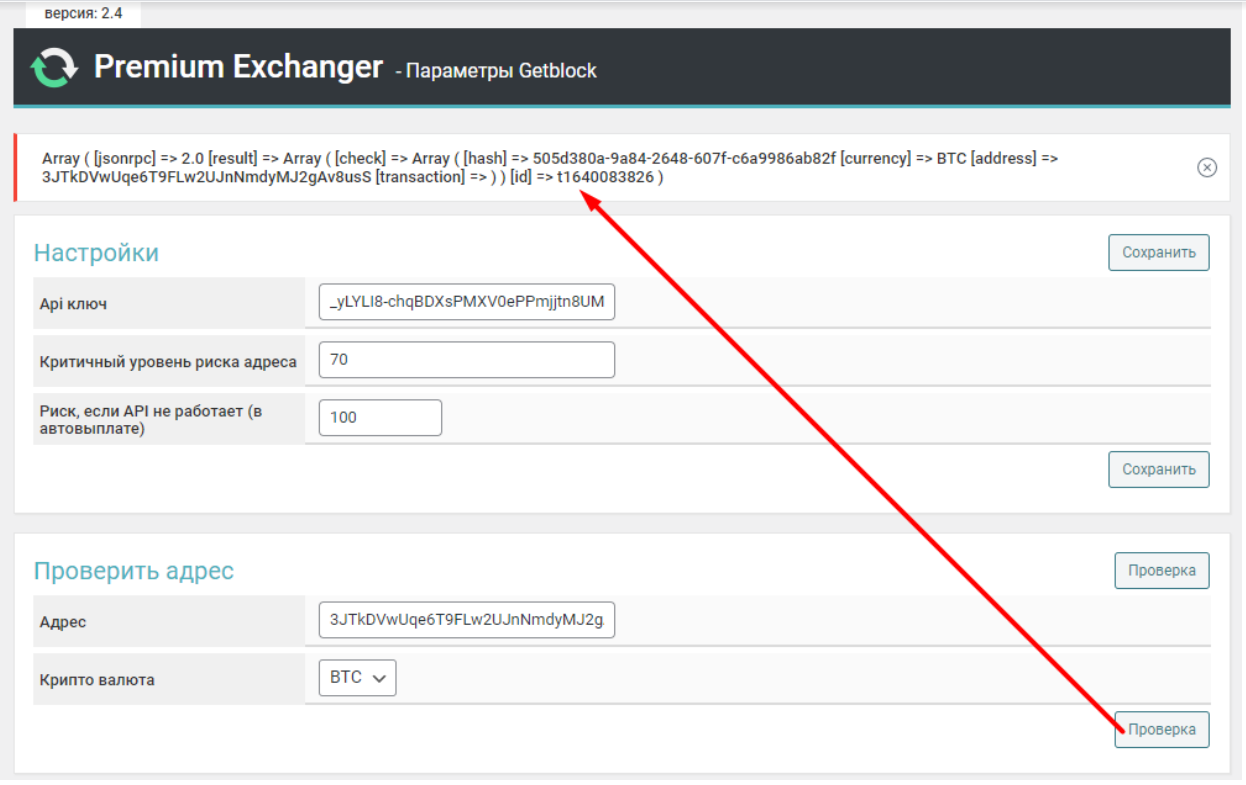 версия: 2.4
Premium Exchanger - Параметры Getblock
Array ( [jsonrpc] => 2.0 [result] => Array ( [check] => Array ( [hash] => 505d380a-9a84-2648-607f-c6a9986ab82f [currency] => BTC [address] =>
3JTkDVwUqe6T9FLw2UJnNmdyMJ2gAv8usS [transaction] => ) ) [id] => t1640083826 )
Настройки
Сохранить
Api ключ
_yLYLI8-chqBDXsPMXV0ePPmjjtn8UM
Критичный уровень риска адреса
70
Риск, если API не работает (в
автовыплате)
100
Сохранить
Проверить адрес
Проверка
Адрес
3JTkDVwUqe6T9FLw2UJnNmdyMJ2g
Крипто валюта
BTC
Проверка